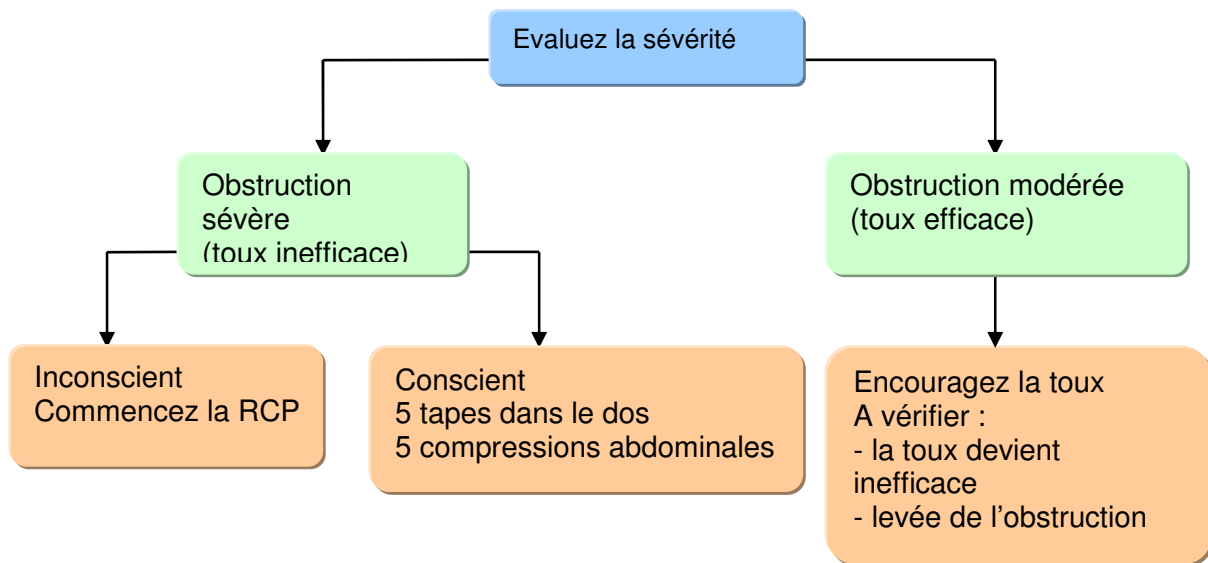 Evaluez la sévérité
Obstruction
sévère
(toux inefficace)
Obstruction modérée
(toux efficace)
Inconscient
Commencez la RCP
Conscient
5 tapes dans le dos
5 compressions abdominales
Encouragez la toux
A vérifier :
- la toux devient
inefficace
- levée de l’obstruction